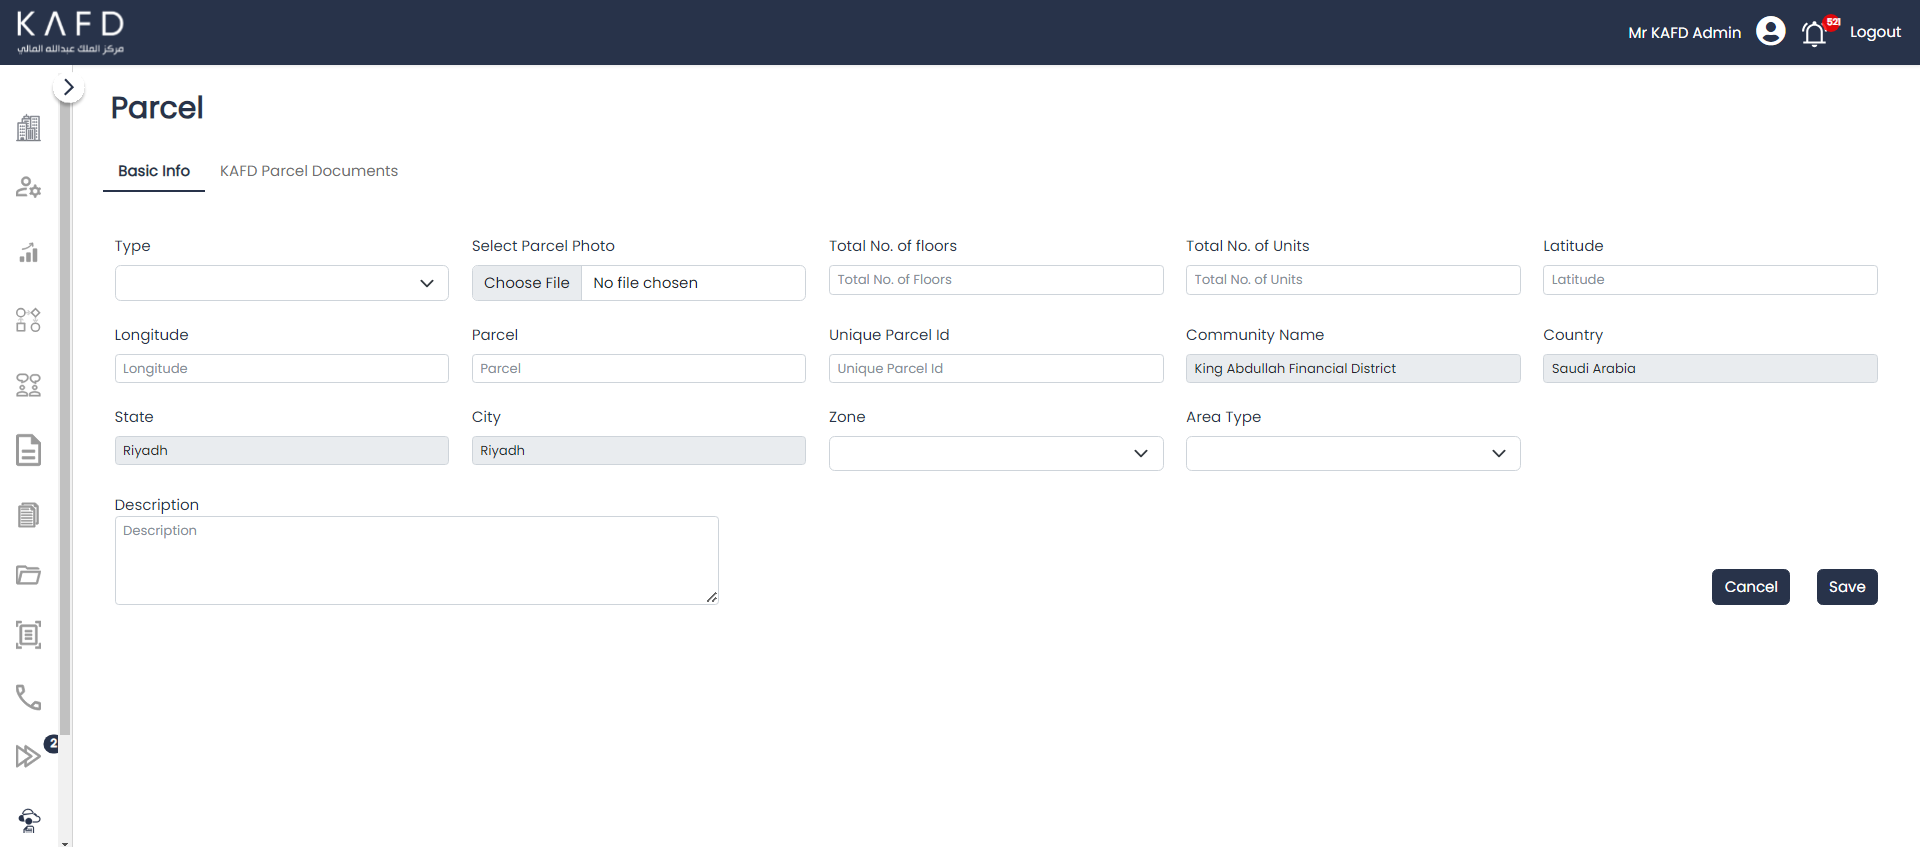 KAFD
مركز الملك عبدالله المالي
Mr KAFD Admin
521
Logout
Parcel
Basic Info
KAFD Parcel Documents
Type
Select Parcel Photo
Total No. of floors
Total No. of Units
Latitude
Choose File
No file chosen
Total No. of Floors
Total No. of Units
Latitude
Longitude
Parcel
Unique Parcel Id
Community Name
Country
Longitude
Parcel
Unique Parcel Id
King Abdullah Financial District
Saudi Arabia
State
City
Zone
Area Type
Riyadh
Riyadh
Description
Description
Cancel
Save
2